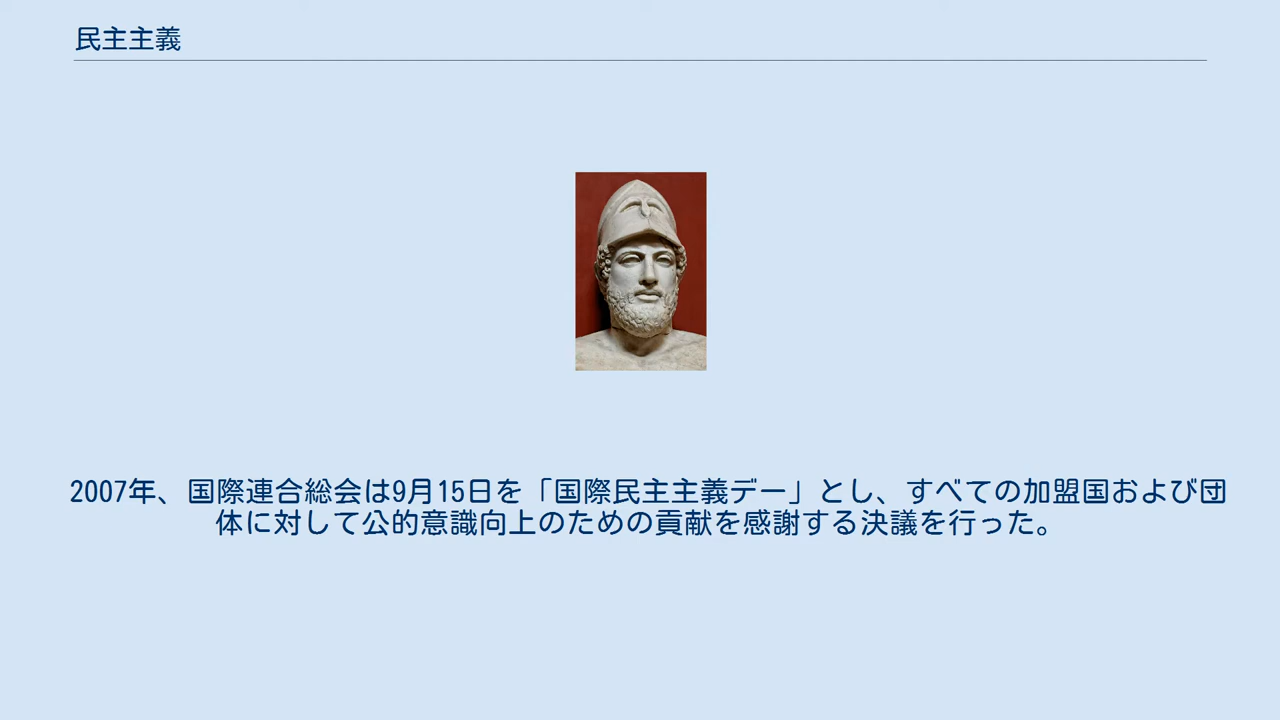 民主主義
2007年、国際連合総会は9月15日を「国際民主主義デー」とし、すべての加盟国および団
体に対して公的意識向上のための貢献を感謝する決議を行った。